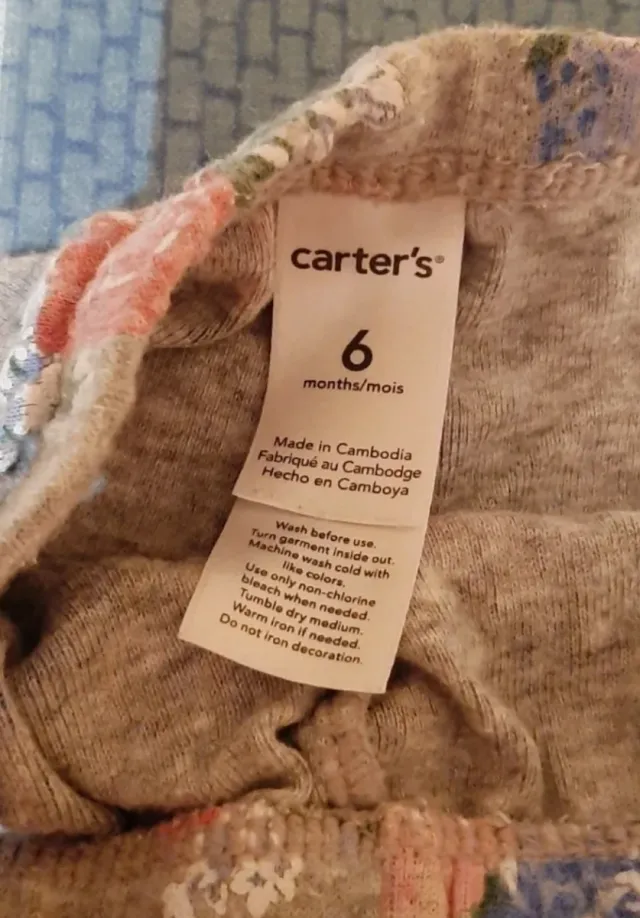 carter's®
6
months/mois
Made in Cambodia
Fabriqué au Cambodge
Hecho en Camboya
Wash before use.
Turn garment inside out.
Machine wash cold with
like colors.
Use only non-chlorine
bleach when needed.
Tumble dry medium.
Warm iron if needed.
Do not iron decoration.